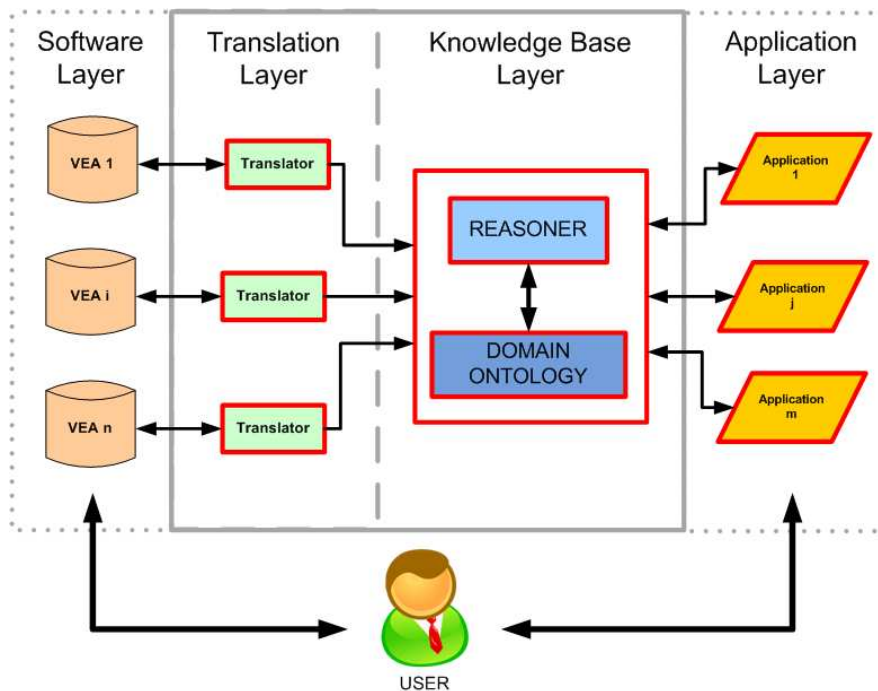 Software
Layer
Translation
Layer
Knowledge Base
Layer
Application
Layer
VEA 1
Translator
Application
1
REASONER
VEA i
Translator
Application
j
DOMAIN
ONTOLOGY
VEA n
Translator
Application
m
USER